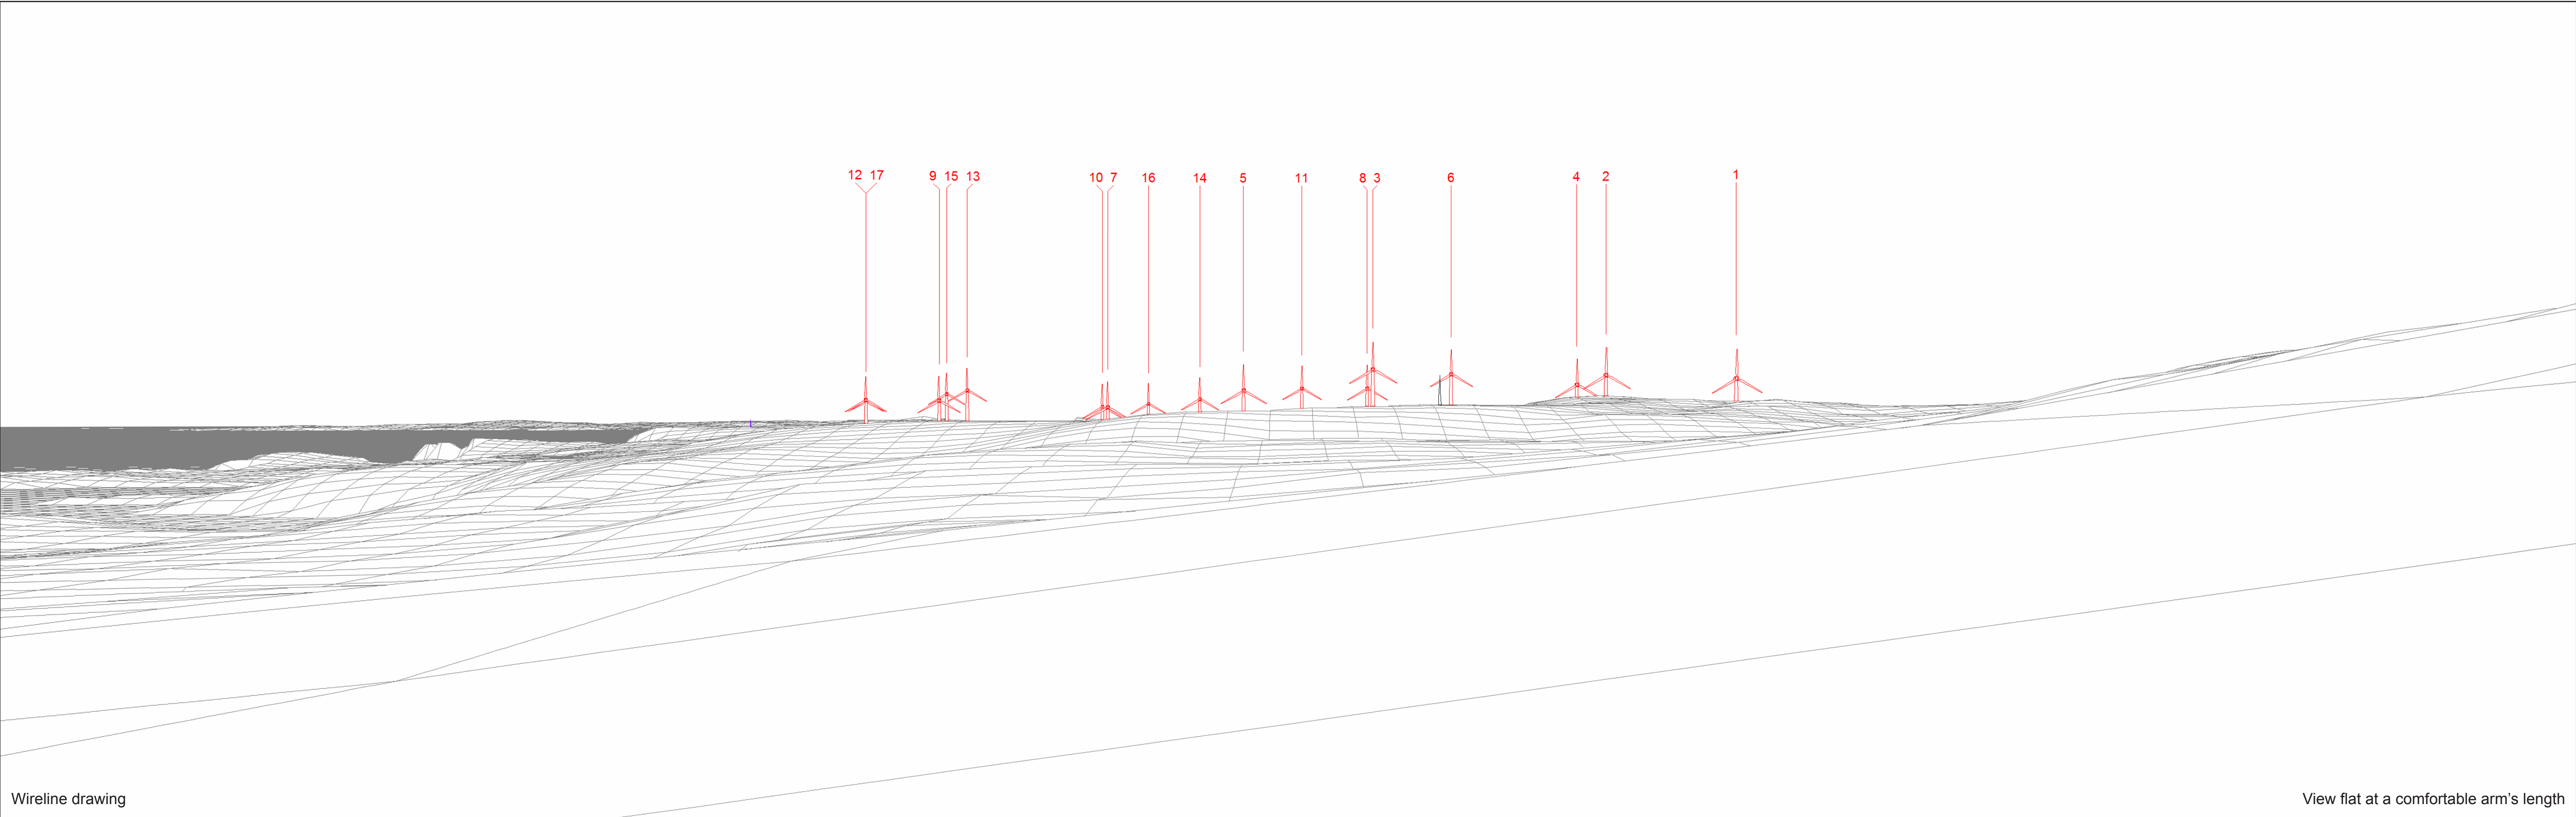 12 17 9 15 13 10 7 16 14 5 11 8 3 6 4 2 1
Wireline drawing
View flat at a comfortable arm's length